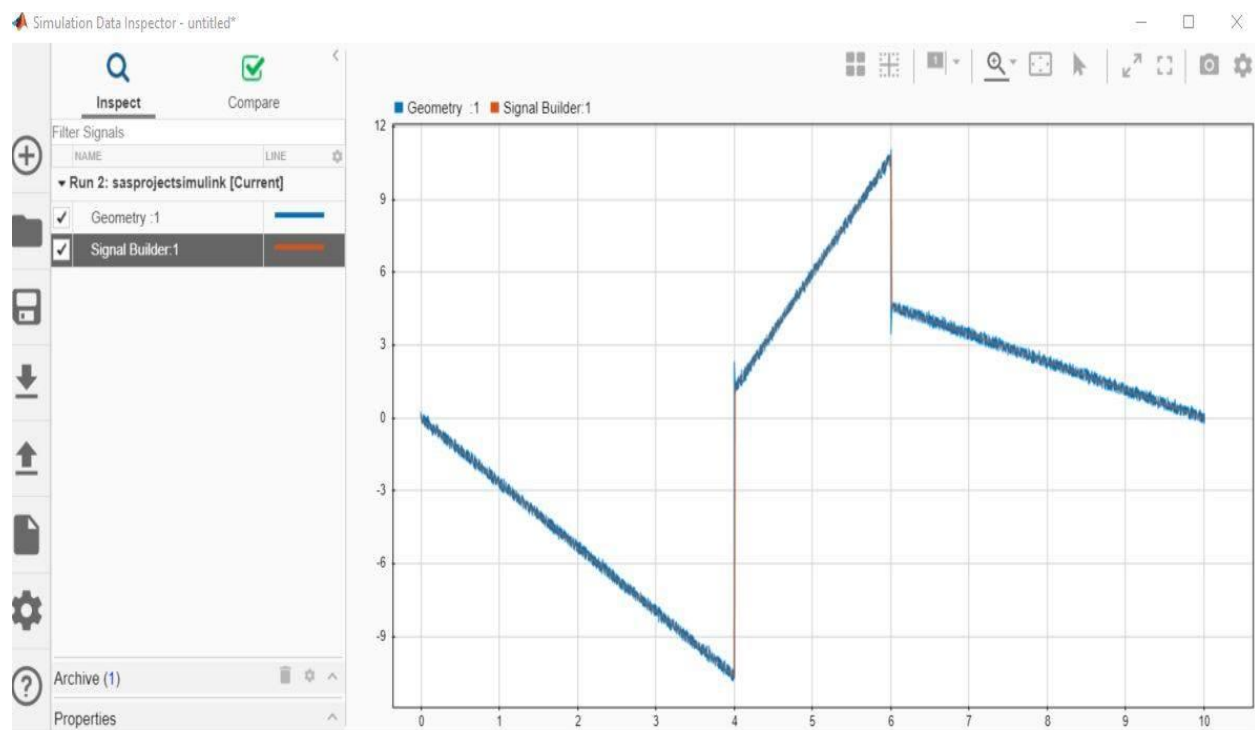 Simulation Data Inspector - untitled*
Inspect
Compare
Filter Signals
NAME
LINE
Run 2: sasprojectsimulink [Current]
Geometry :1
Signal Builder:1
Archive (1)
Properties
1
Geometry :1
Signal Builder:1
12
9
6
3
0
-3
-6
-9
0 1 2 3 4 5 6 7 8 9 10